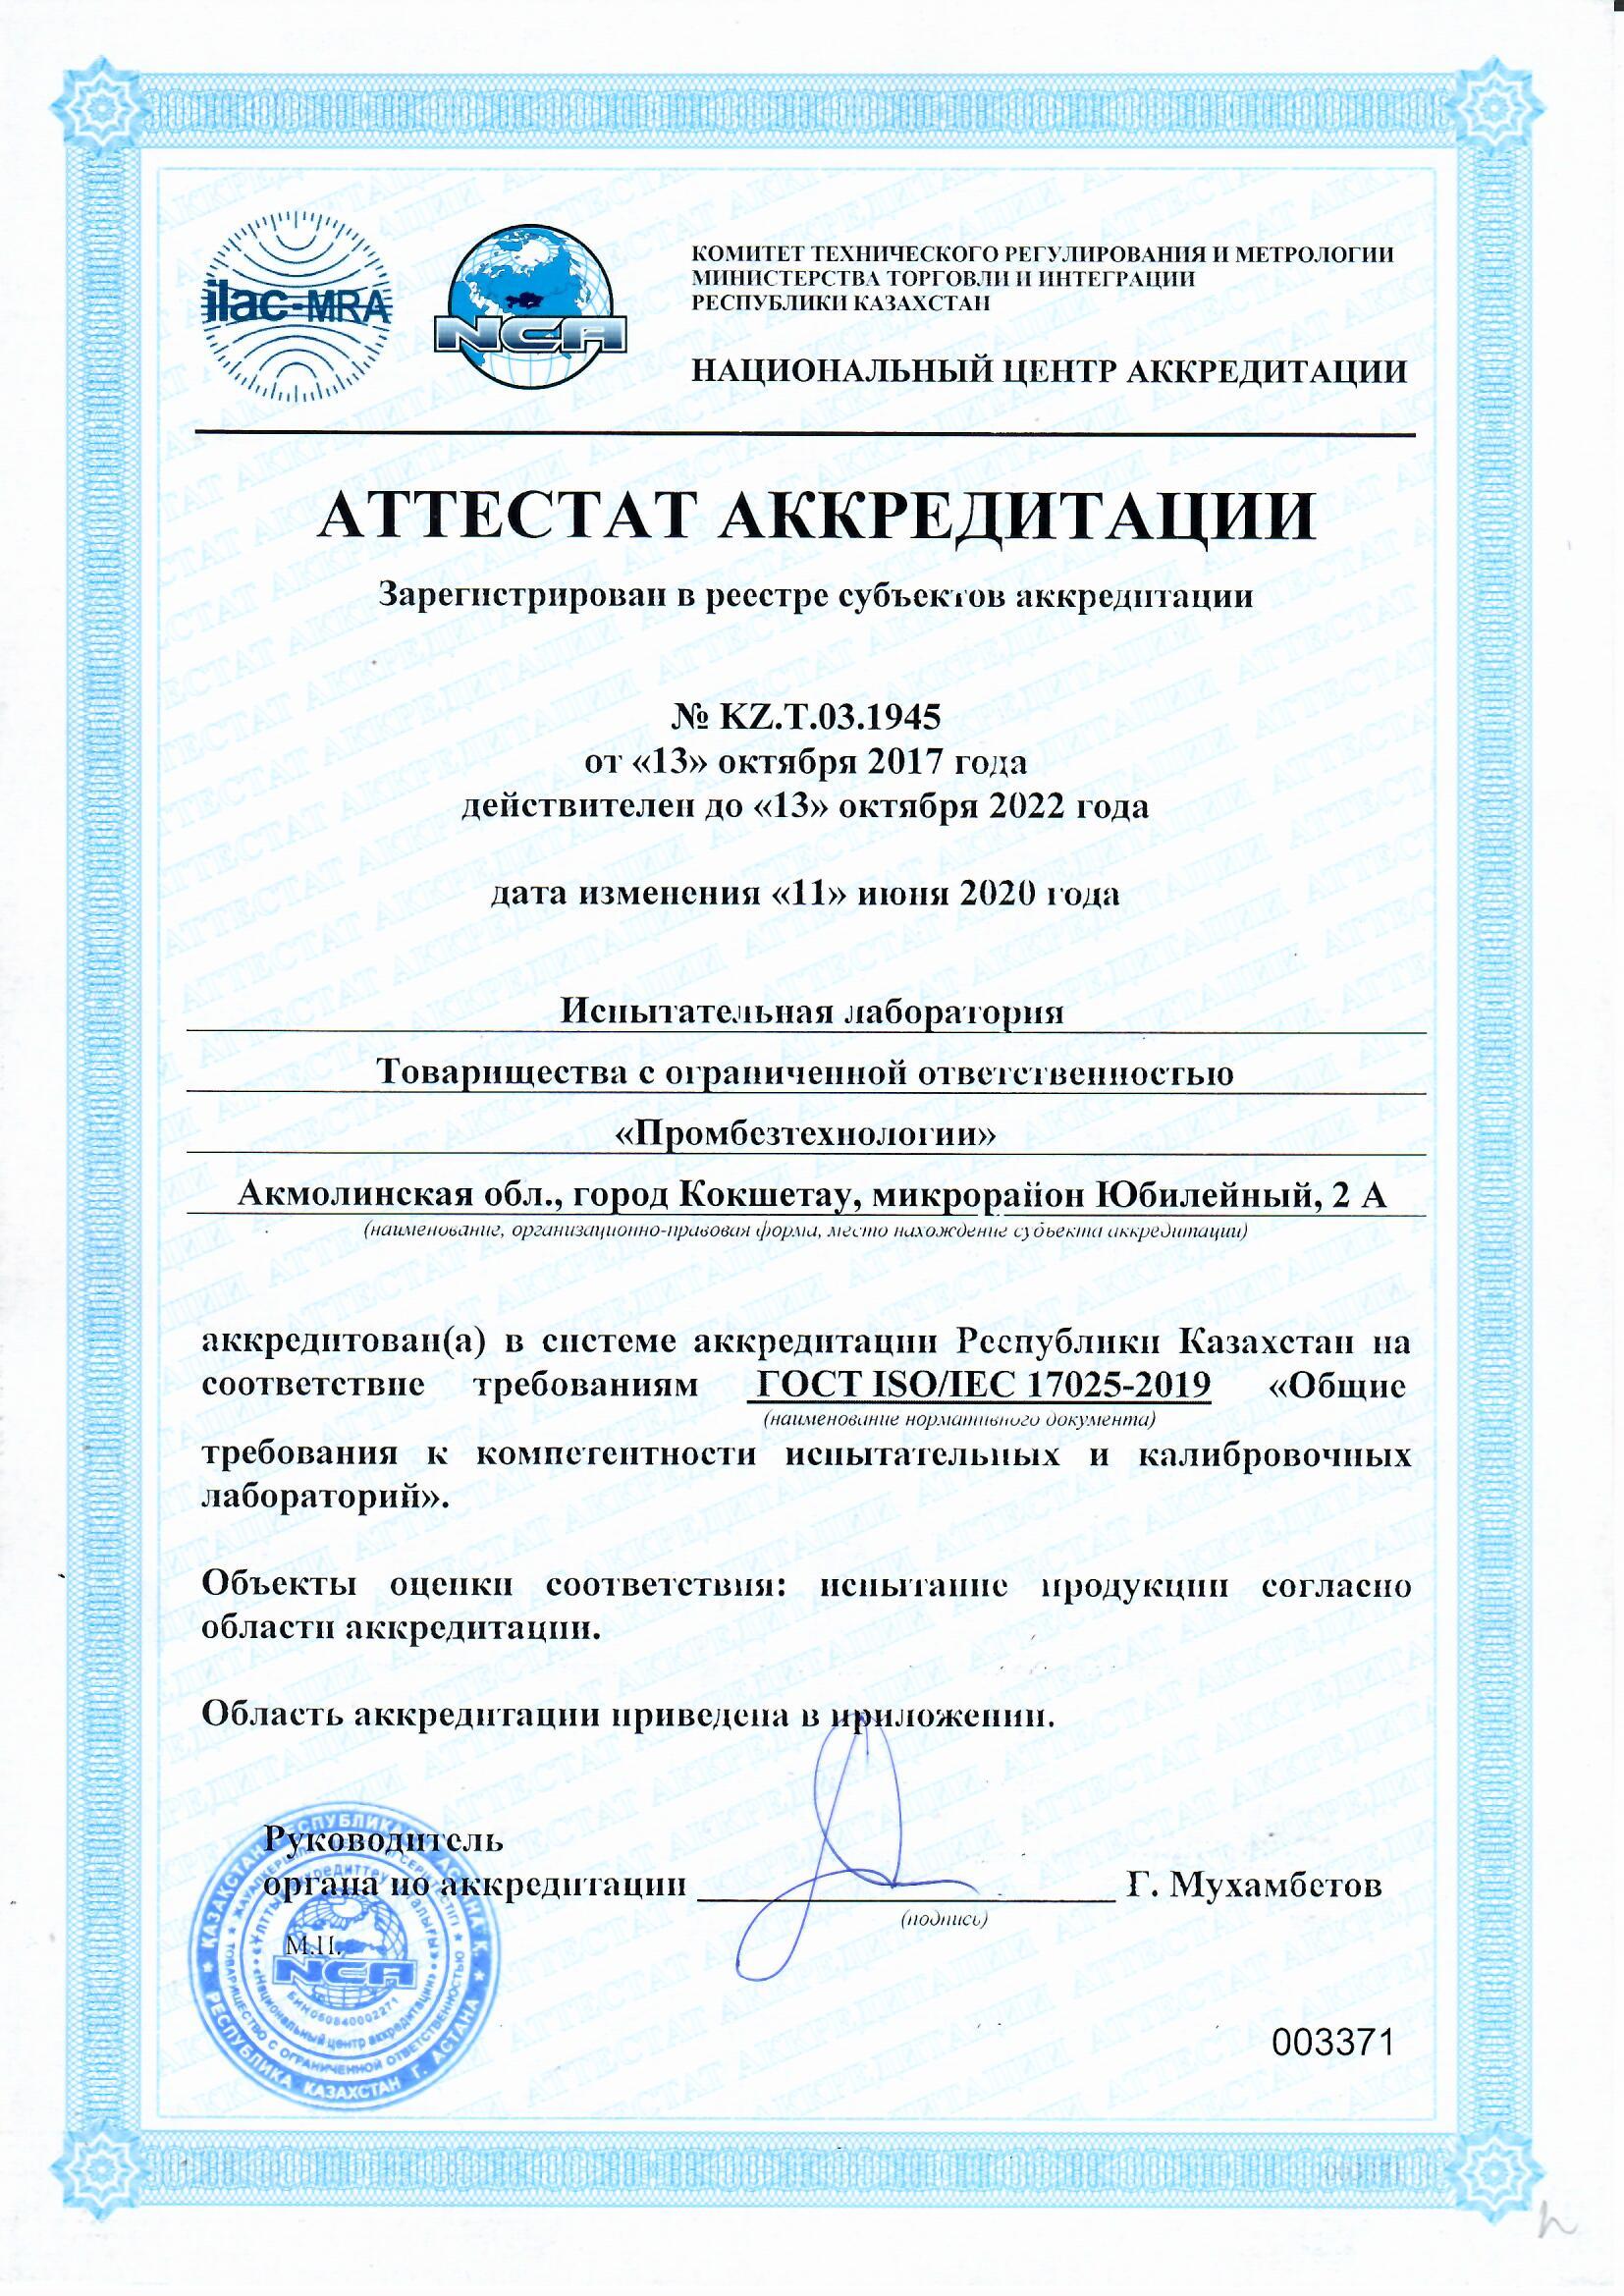 ilac-MRA
NCA
КОМИТЕТ ТЕХНИЧЕСКОГО РЕГУЛИРОВАНИЯ И МЕТРОЛОГИИ
МИНИСТЕРСТВА ТОРГОВЛИ И ИНТЕГРАЦИИ
РЕСПУБЛИКИ КАЗАХСТАН
НАЦИОНАЛЬНЫЙ ЦЕНТР АККРЕДИТАЦИИ
АТТЕСТАТ АККРЕДИТАЦИИ
Зарегистрирован в реестре субъектов аккредитации
№ KZ.T.03.1945
от «13» октября 2017 года
действителен до «13» октября 2022 года
дата изменения «11» июня 2020 года
Испытательная лаборатория
Товарищества с ограниченной ответственностью
«Промбезтехнологии»
Акмолинская обл., город Кокшетау, микрорайон Юбилейный, 2 А
(наименование, организационно-правовая форма, место нахождение субъекта аккредитации)
аккредитован(а) в системе аккредитации Республики Казахстан на
соответствие требованиям ГОСТ ISO/IEC 17025-2019 «Общие
(наименование нормативного документа)
требования к компетентности испытательных и калибровочных
лабораторий».
Объекты оценки соответствия: испытание продукции согласно
области аккредитации.
Область аккредитации приведена в приложении.
Руководитель
органа по аккредитации Г. Мухамбетов
(подпись)
М.П.
NCA
БИН 060840002271
«Национальный центр аккредитации»
ТОВАРИЩЕСТВО С ОГРАНИЧЕННОЙ ОТВЕТСТВЕННОСТЬЮ
РЕСПУБЛИКА КАЗАХСТАН Г. АСТАНА
003371